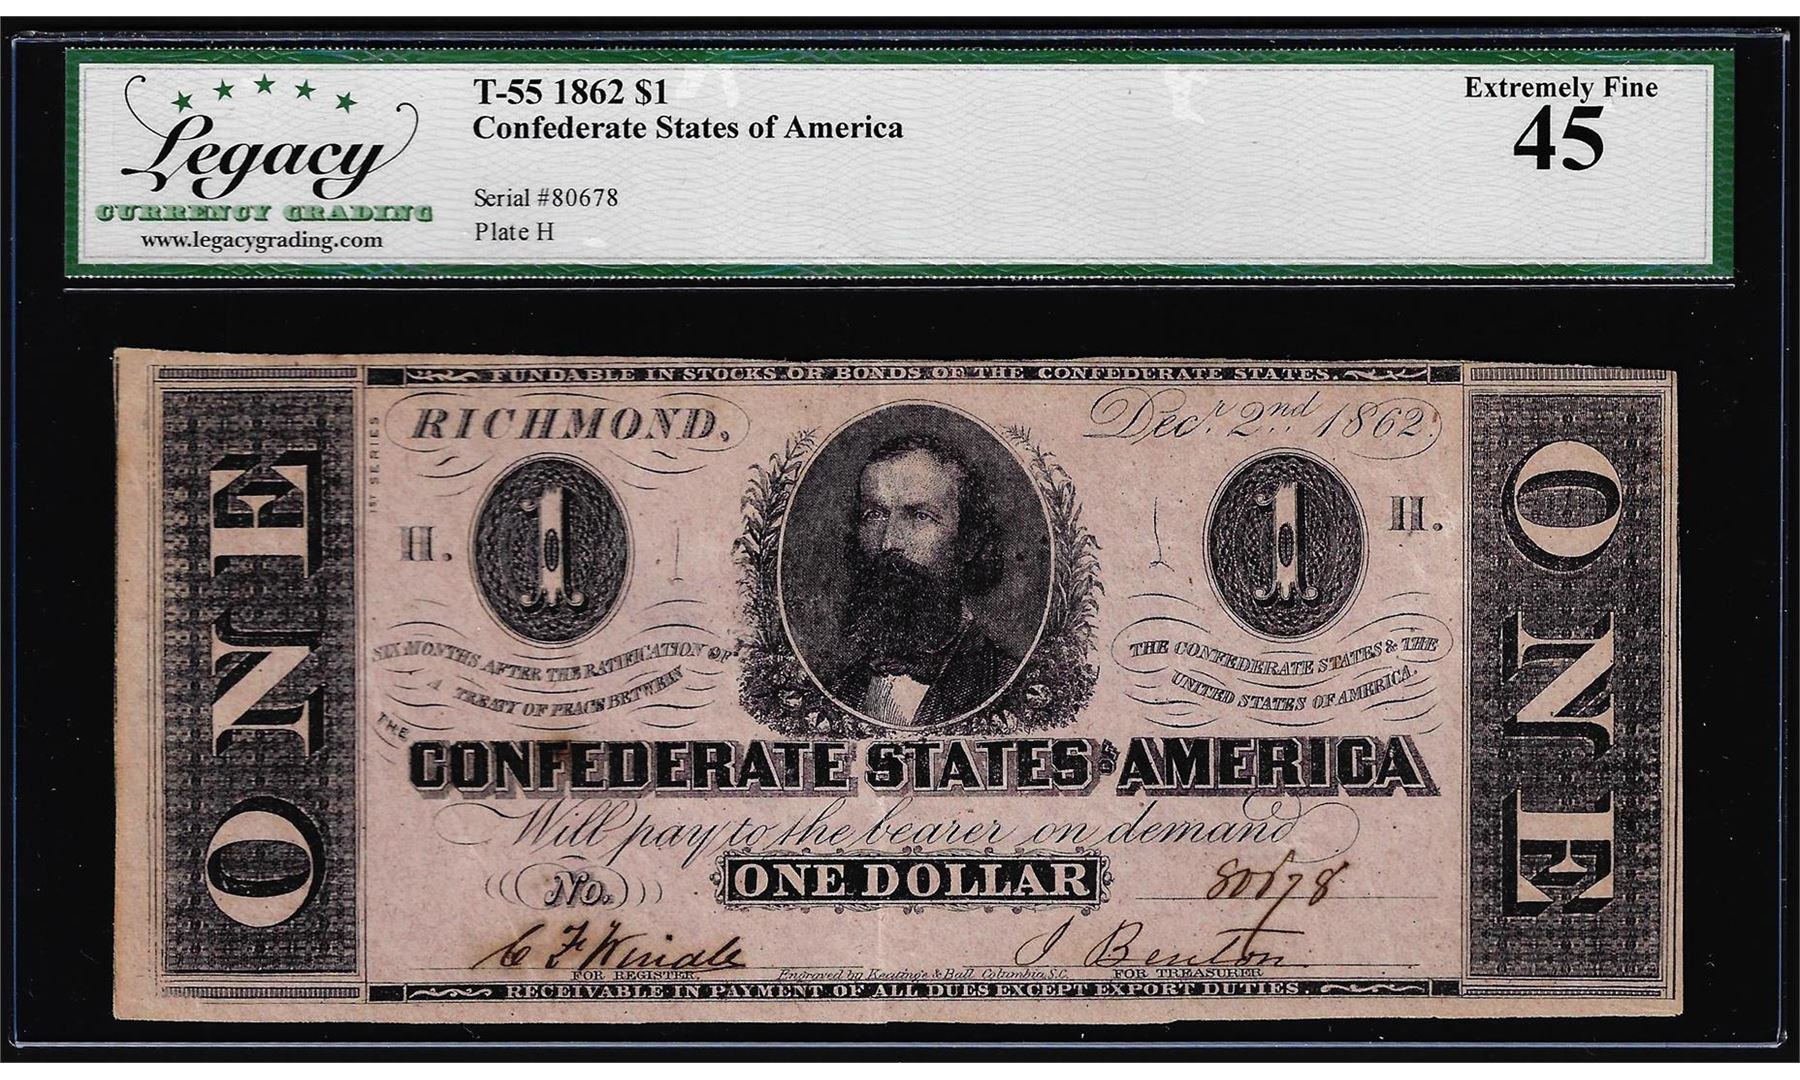 Legacy
CURRENCY GRADING
www.legacygrading.com
T-55 1862 $1
Confederate States of America
Serial #80678
Plate H
Extremely Fine
45
FUNDABLE IN STOCKS OR BONDS OF THE CONFEDERATE STATES.
ONE
1ST SERIES
RICHMOND,
Decr. 2nd. 1862.
H.
1
1
H.
ONE
SIX MONTHS AFTER THE RATIFICATION OF
A TREATY OF PEACE BETWEEN
THE CONFEDERATE STATES & THE
UNITED STATES OF AMERICA.
THE
CONFEDERATE STATES OF AMERICA
Will pay to the bearer on demand
No.
ONE DOLLAR
80678
J Benton
FOR REGISTER.
Engraved by Keatinge & Ball Columbia, S.C.
FOR TREASURER
RECEIVABLE IN PAYMENT OF ALL DUES EXCEPT EXPORT DUTIES.